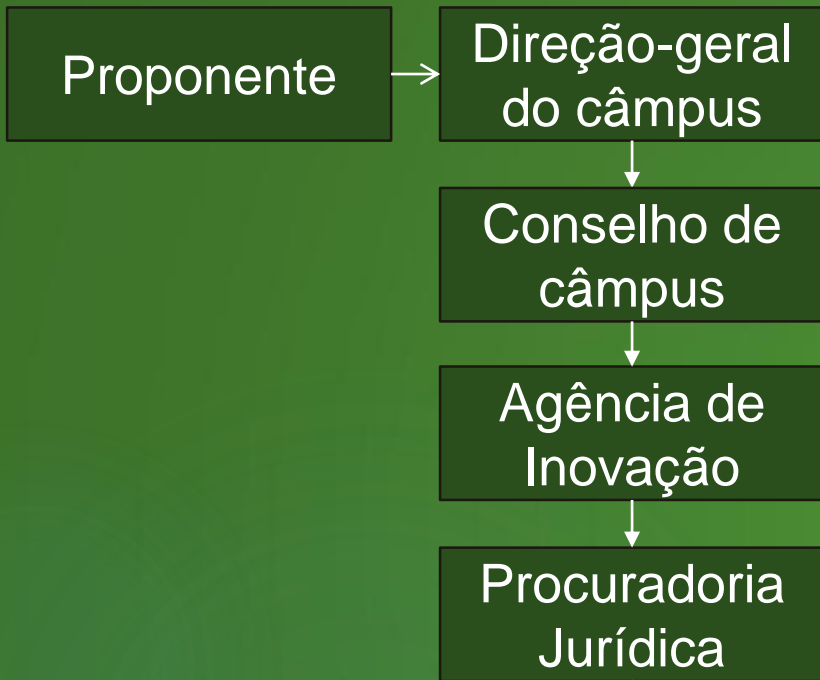 Proponente
Direção-geral
do câmpus
Conselho de
câmpus
Agência de
Inovação
Procuradoria
Jurídica